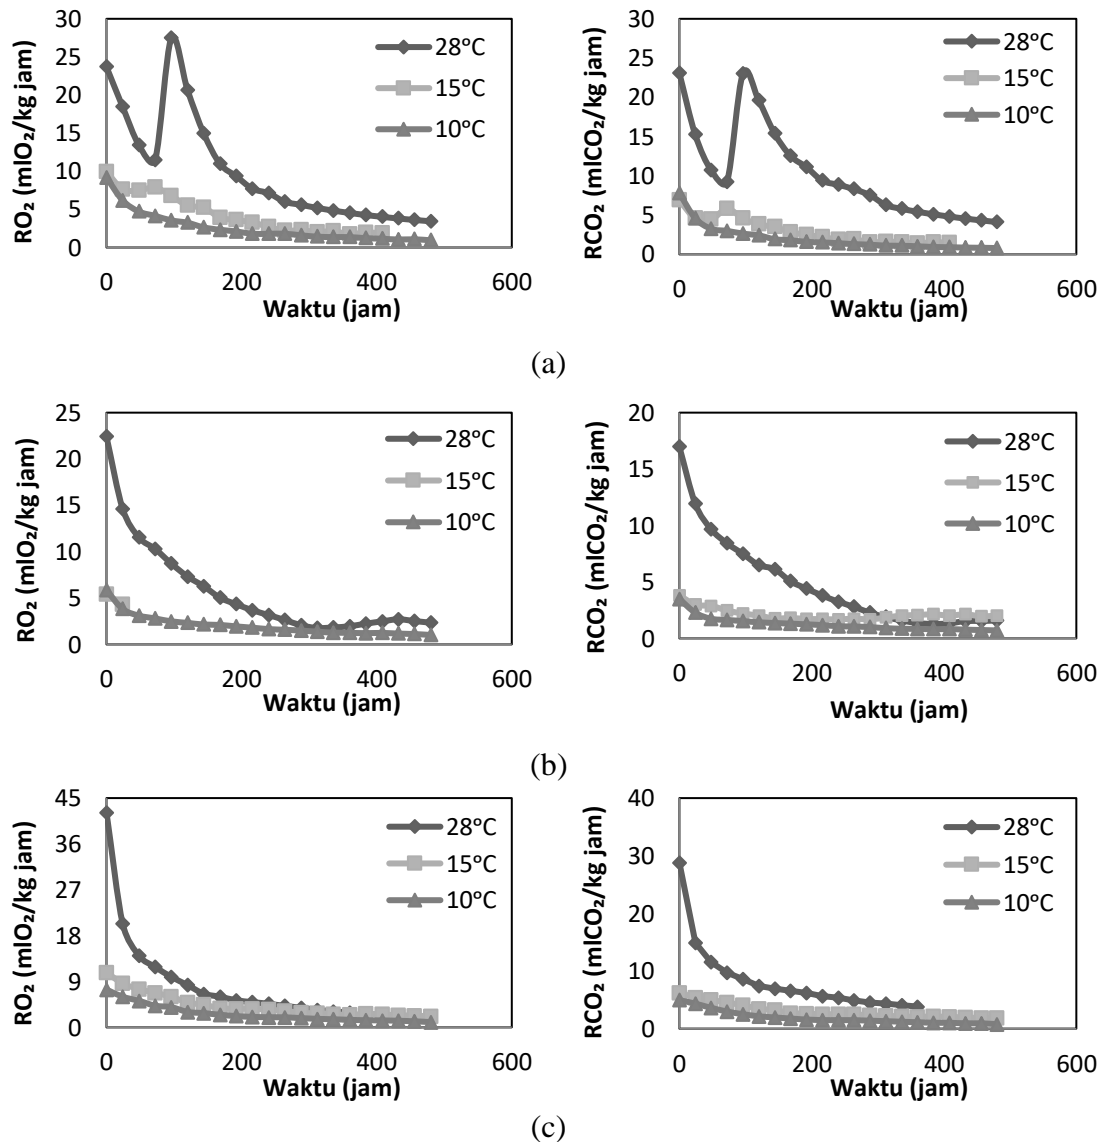 RO₂ (mlO₂/kg jam)
30
25
20
15
10
5
0
28°C
15°C
10°C
0 200 400 600
Waktu (jam)
RCO₂ (mlCO₂/kg jam)
30
25
20
15
10
5
0
28°C
15°C
10°C
0 200 400 600
Waktu (jam)
(a)
RO₂ (mlO₂/kg jam)
25
20
15
10
5
0
28°C
15°C
10°C
0 200 400 600
Waktu (jam)
RCO₂ (mlCO₂/kg jam)
20
15
10
5
0
28°C
15°C
10°C
0 200 400 600
Waktu (jam)
(b)
RO₂ (mlO₂/kg jam)
45
36
27
18
9
0
28°C
15°C
10°C
0 200 400 600
Waktu (jam)
RCO₂ (mlCO₂/kg jam)
40
30
20
10
0
28°C
15°C
10°C
0 200 400 600
Waktu (jam)
(c)